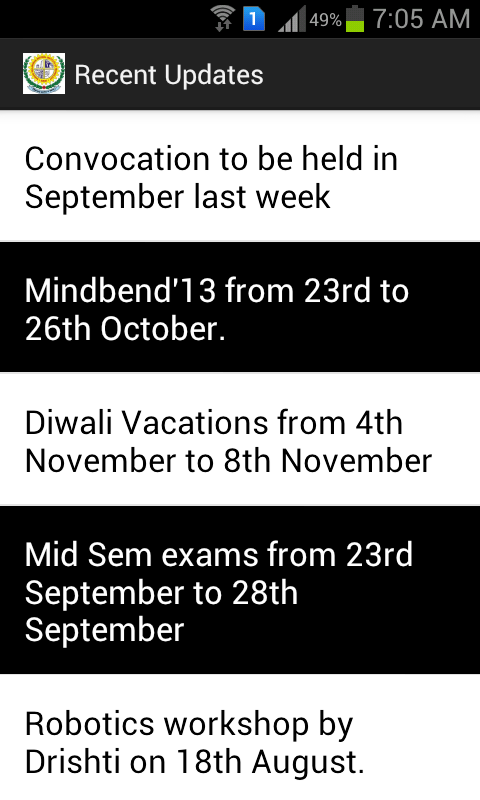 1 49% 7:05 AM
Recent Updates
Convocation to be held in
September last week
Mindbend'13 from 23rd to
26th October.
Diwali Vacations from 4th
November to 8th November
Mid Sem exams from 23rd
September to 28th
September
Robotics workshop by
Drishti on 18th August.